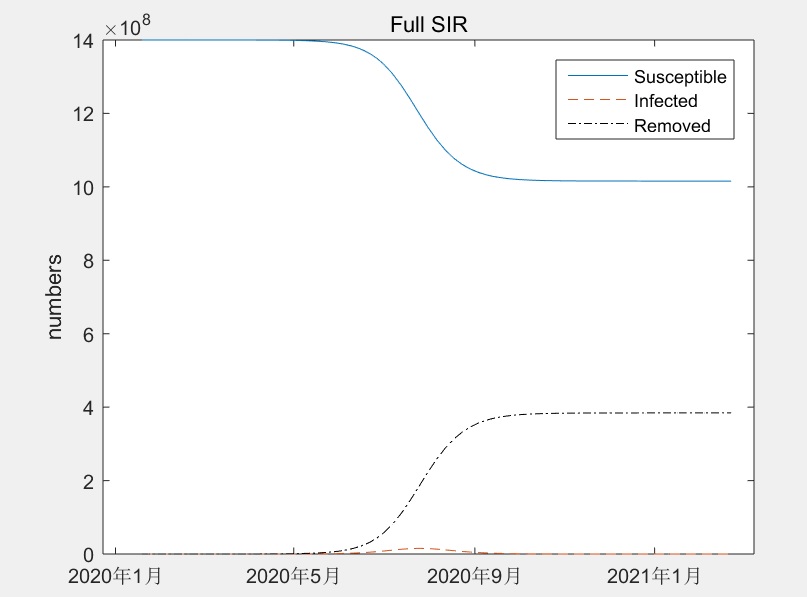 Full SIR
×10⁸
14
12
10
8
6
4
2
0
numbers
Susceptible
Infected
Removed
2020年1月 2020年5月 2020年9月 2021年1月